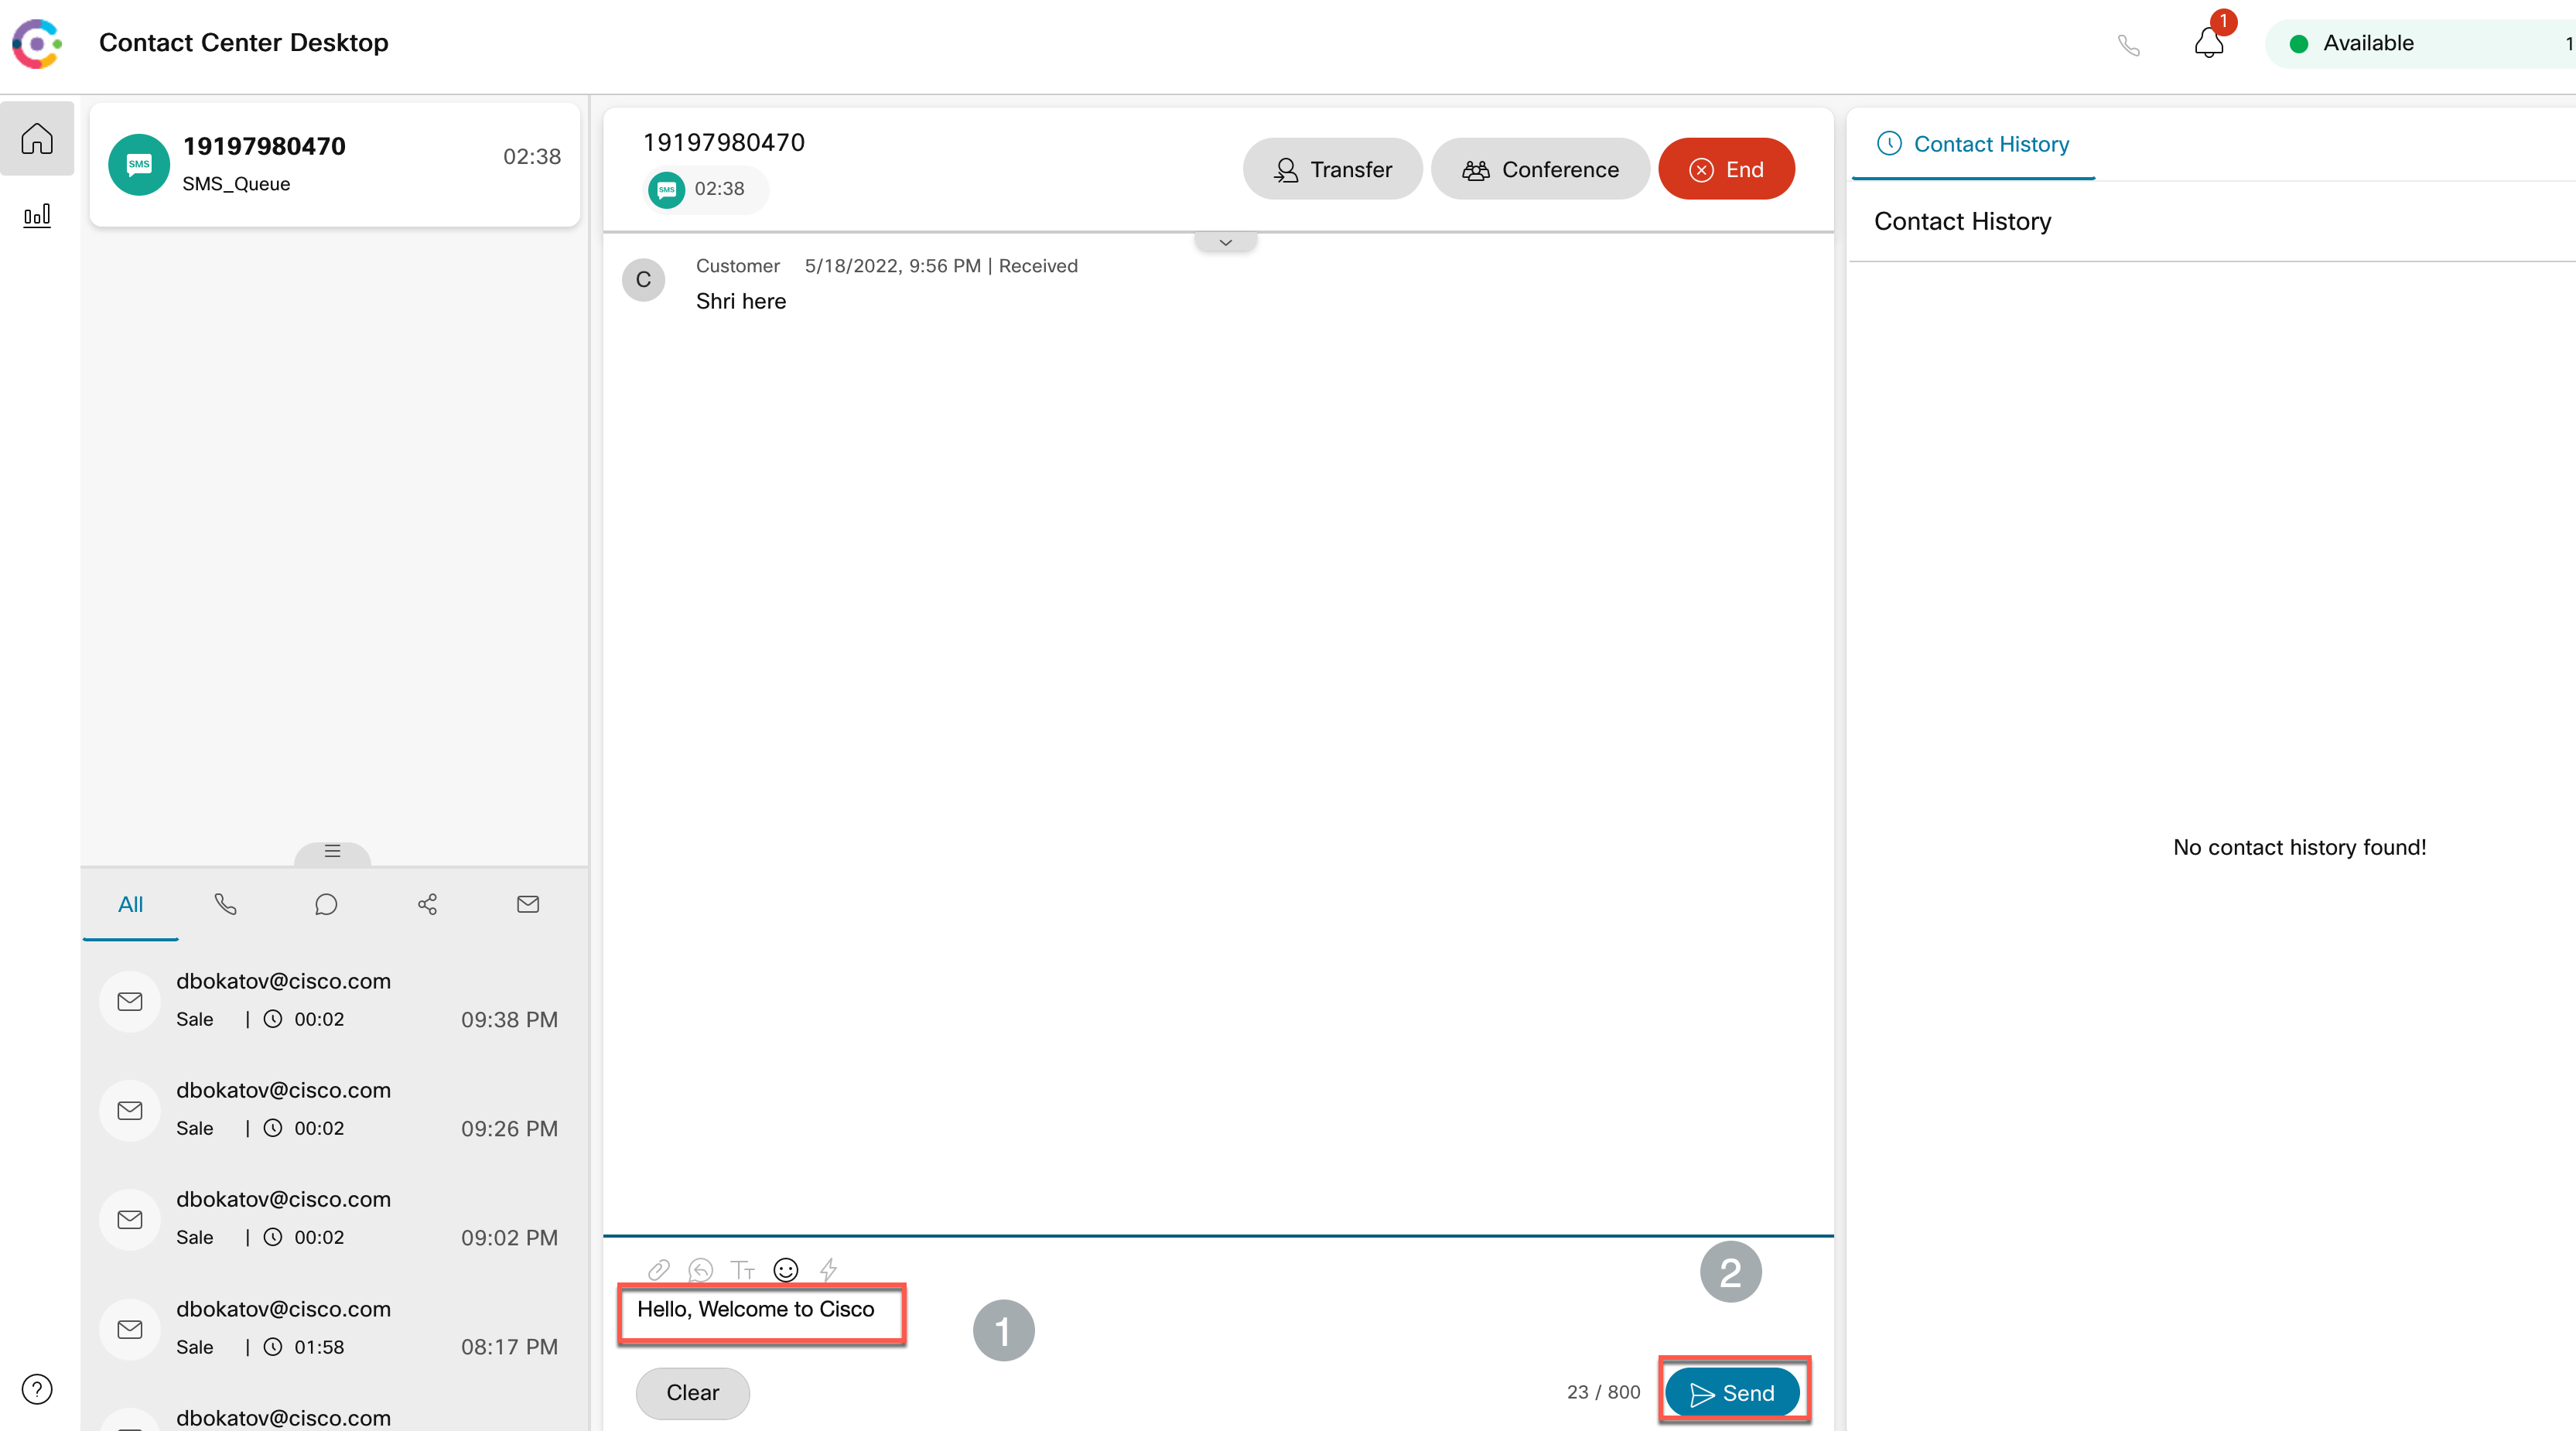 Contact Center Desktop
1
Available
1
19197980470
02:38
SMS
SMS_Queue
19197980470
SMS
02:38
Transfer
Conference
End
Contact History
Contact History
C
Customer 5/18/2022, 9:56 PM | Received
Shri here
No contact history found!
All
dbokatov@cisco.com
Sale | 00:02 09:38 PM
dbokatov@cisco.com
Sale | 00:02 09:26 PM
dbokatov@cisco.com
Sale | 00:02 09:02 PM
dbokatov@cisco.com
Sale | 01:58 08:17 PM
dbokatov@cisco.com
TT
Hello, Welcome to Cisco
1
2
Clear
23 / 800
Send
?